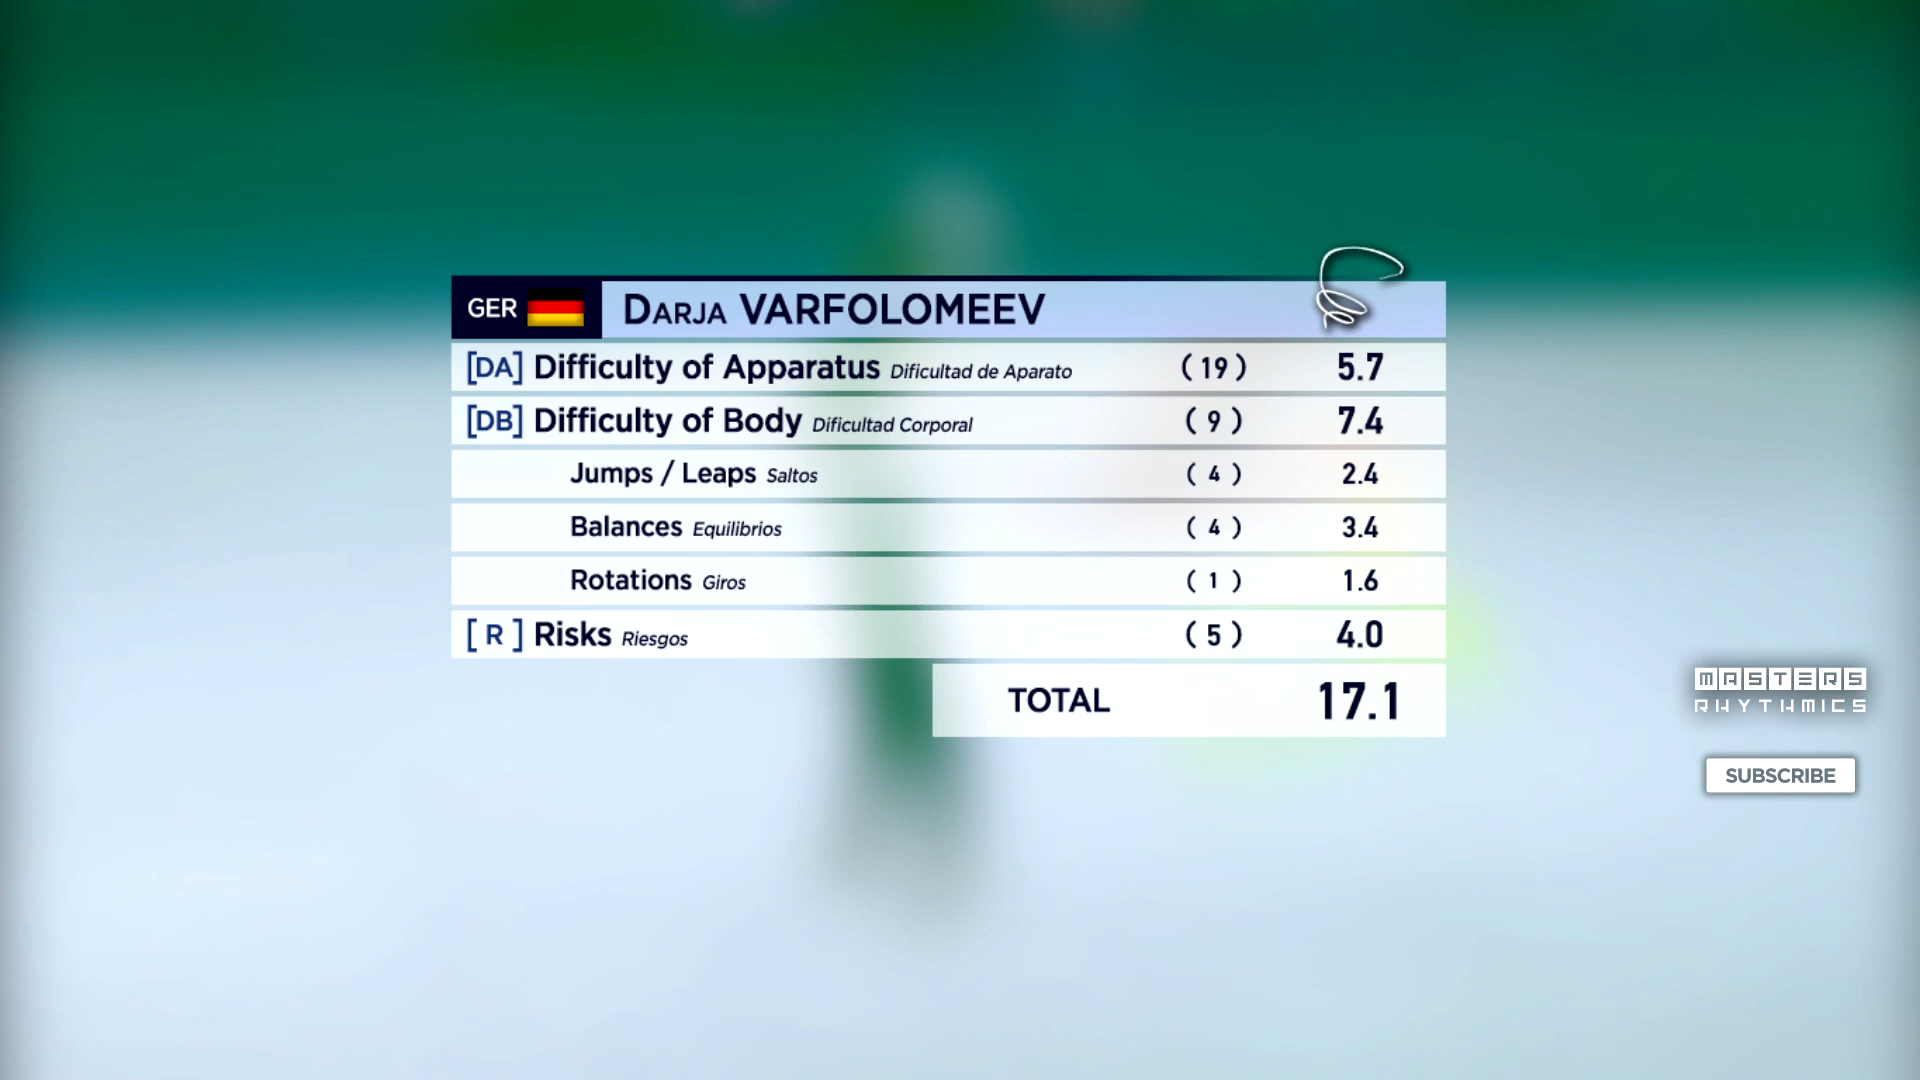 GER Darja VARFOLOMEEV
[DA] Difficulty of Apparatus Dificultad de Aparato (19) 5.7
[DB] Difficulty of Body Dificultad Corporal (9) 7.4
Jumps / Leaps Saltos (4) 2.4
Balances Equilibrios (4) 3.4
Rotations Giros (1) 1.6
[R] Risks Riesgos (5) 4.0
TOTAL 17.1
MASTERS
RHYTHMICS
SUBSCRIBE